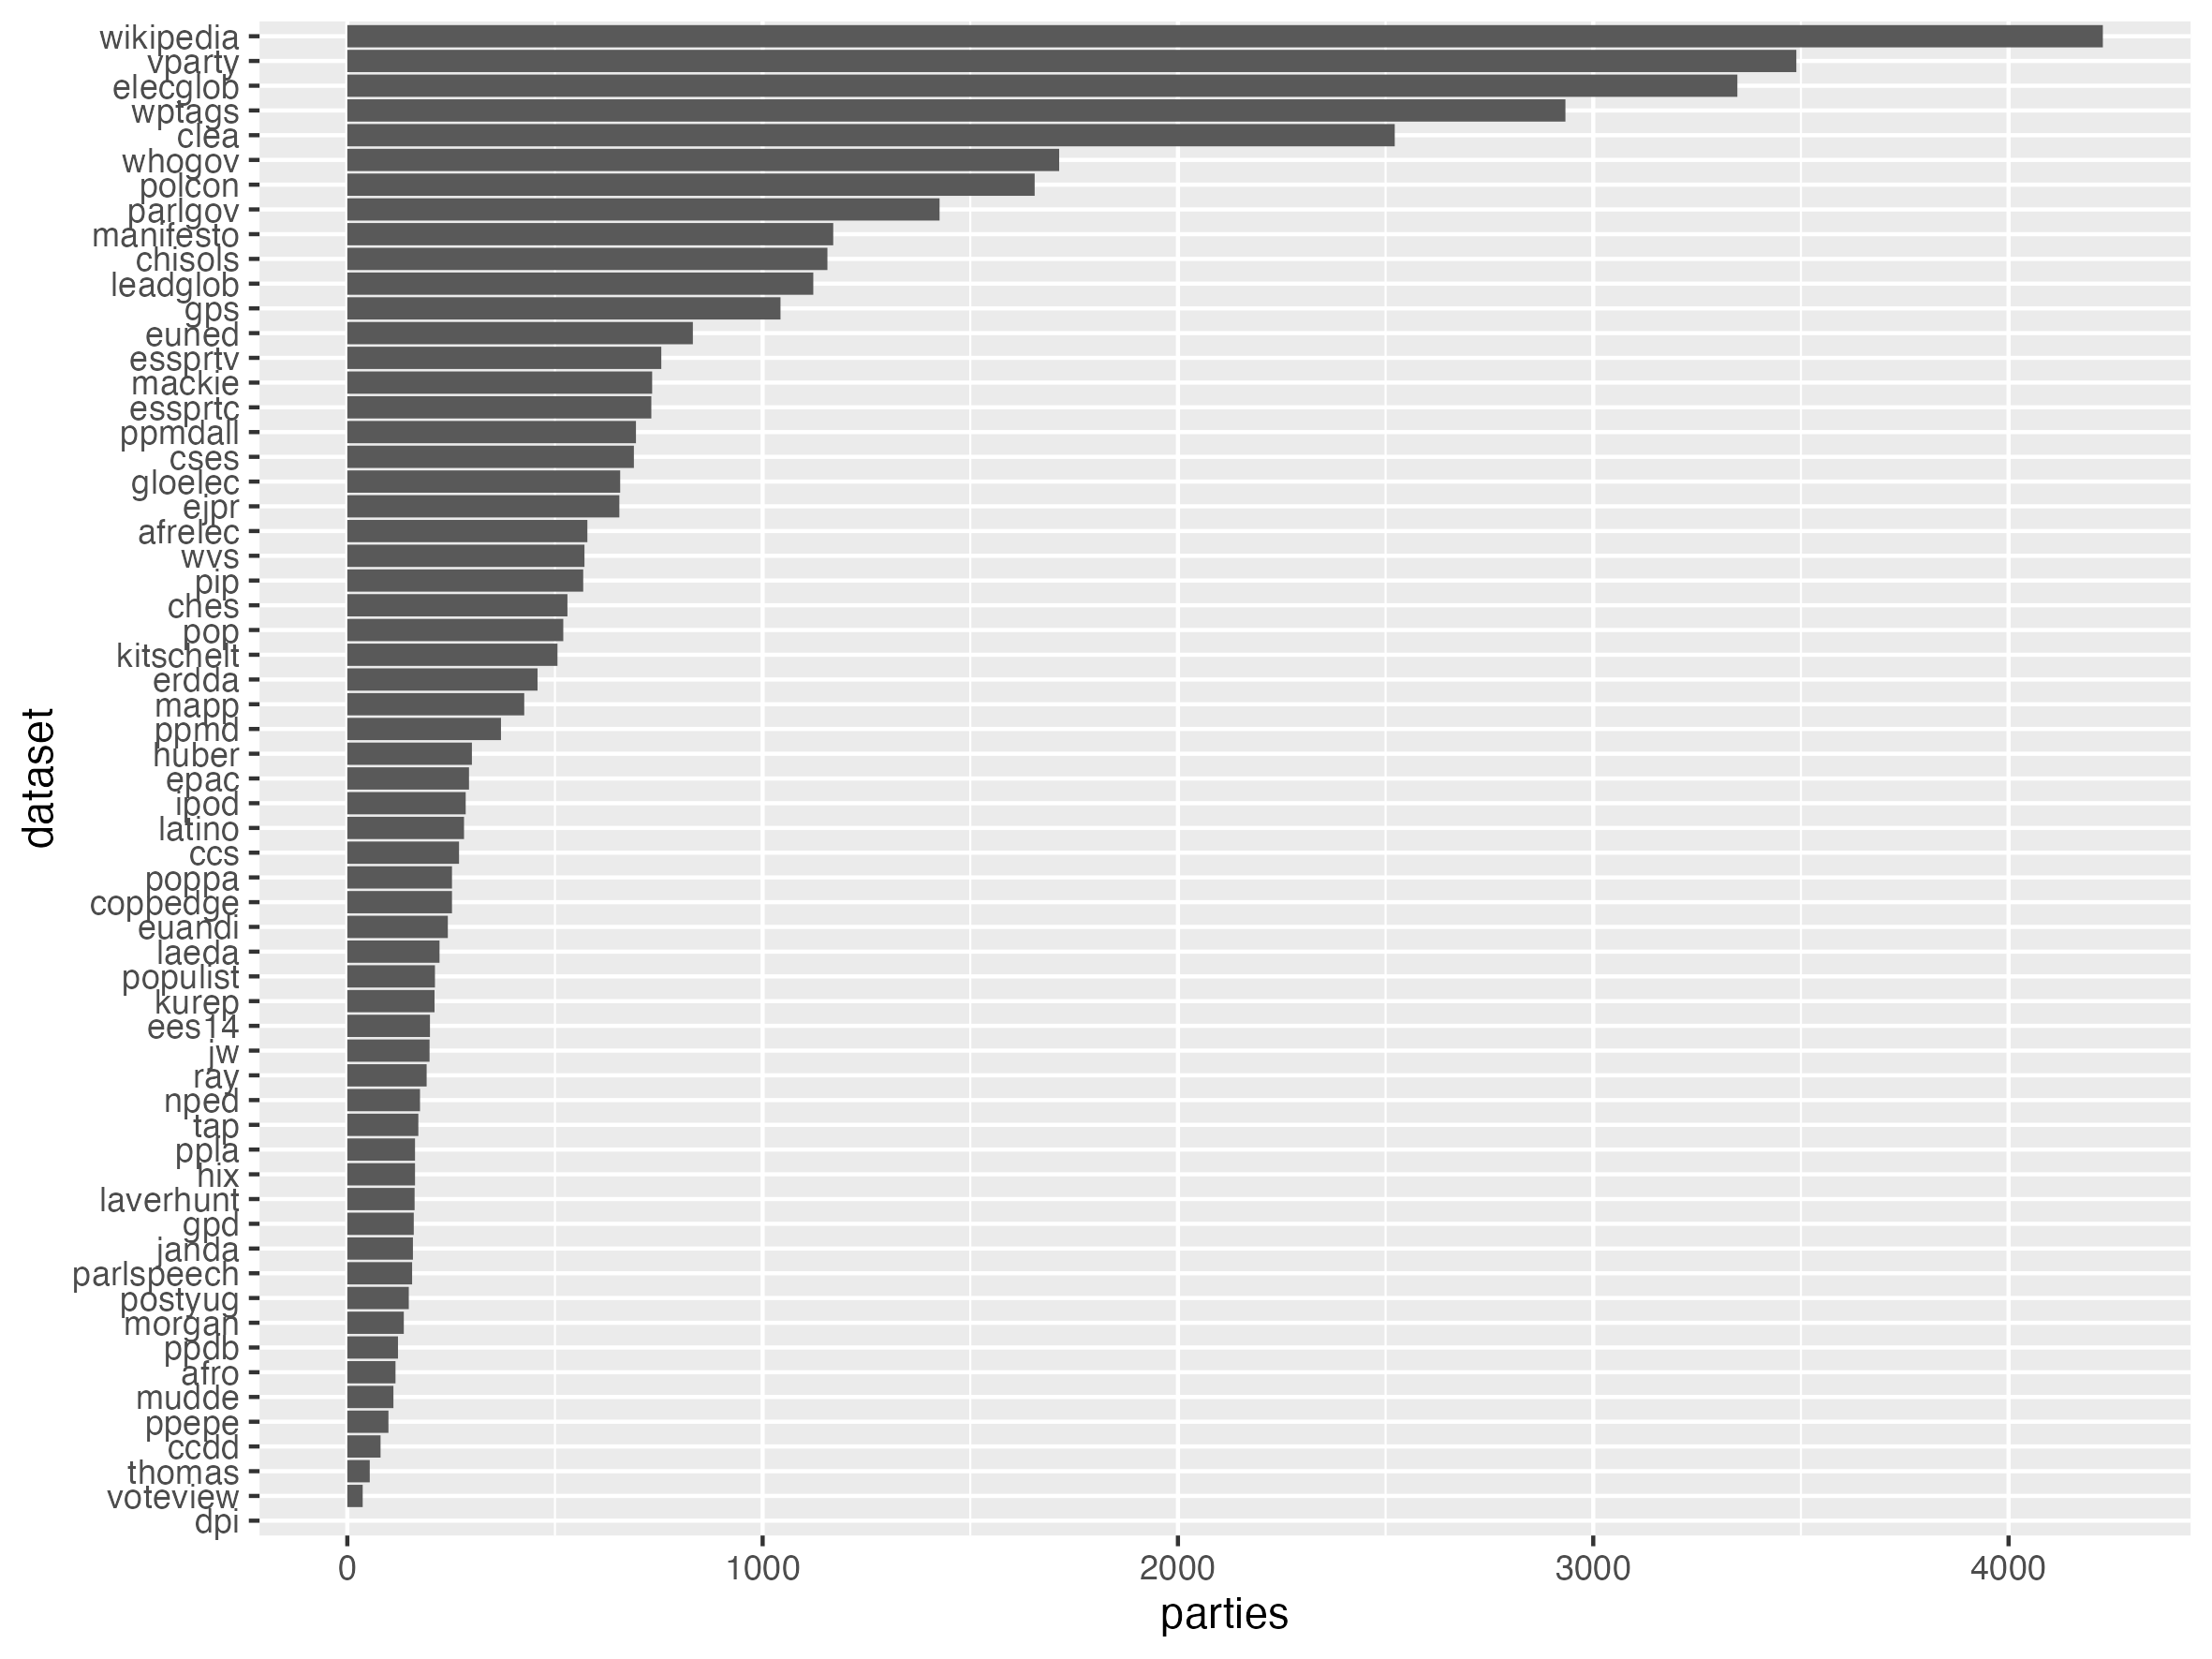 wikipedia
vparty
elecglob
wptags
clea
whogov
polcon
parlgov
manifesto
chisols
leadglob
gps
euned
essprtv
mackie
essprtc
ppmdall
cses
gloelec
ejpr
afrelec
wvs
pip
ches
pop
kitschelt
erdda
mapp
ppmd
huber
epac
ipod
latino
ccs
poppa
coppedge
euandi
laeda
populist
kurep
ees14
jw
ray
nped
tap
ppla
hix
laverhunt
gpd
janda
parlspeech
postyug
morgan
ppdb
afro
mudde
ppepe
ccdd
thomas
voteview
dpi
dataset
0 1000 2000 3000 4000
parties